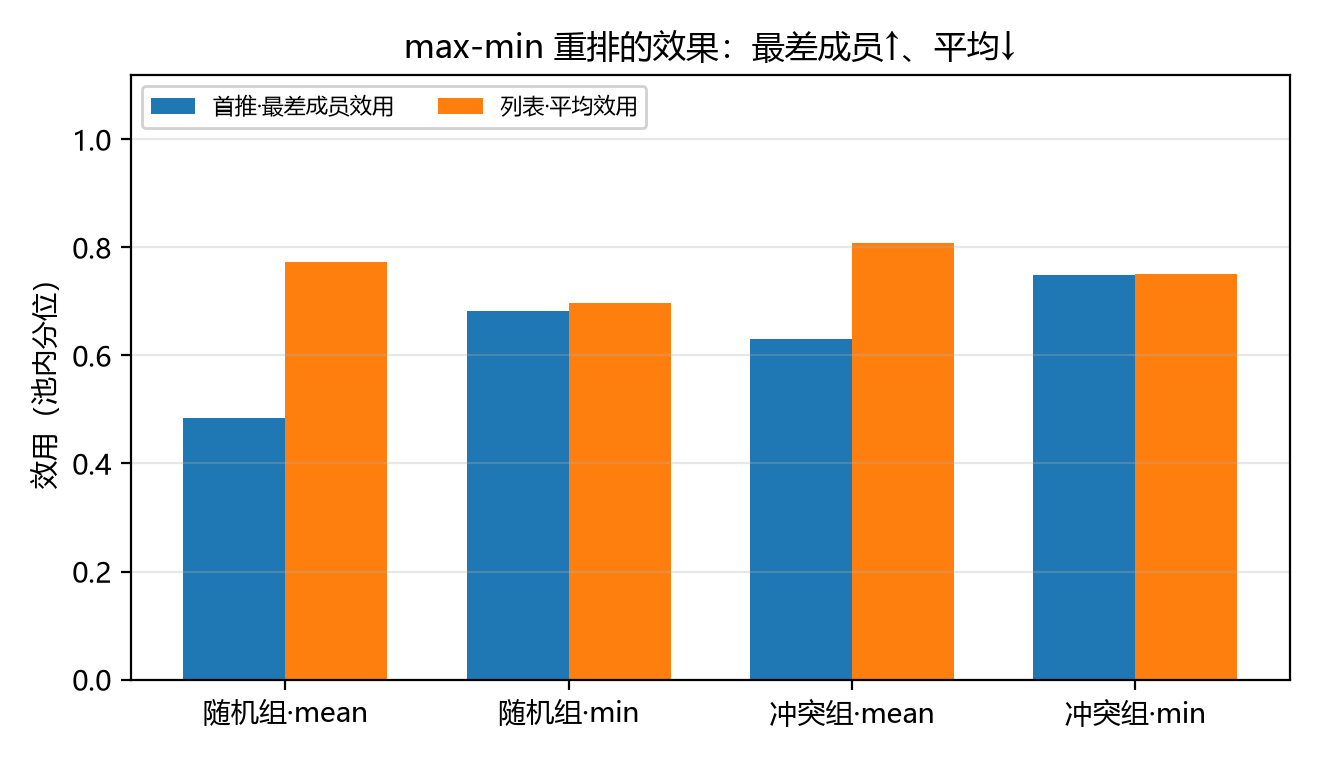 max-min 重排的效果：最差成员↑、平均↓
首推·最差成员效用
列表·平均效用
效用（池内分位）
1.0
0.8
0.6
0.4
0.2
0.0
随机组·mean
随机组·min
冲突组·mean
冲突组·min